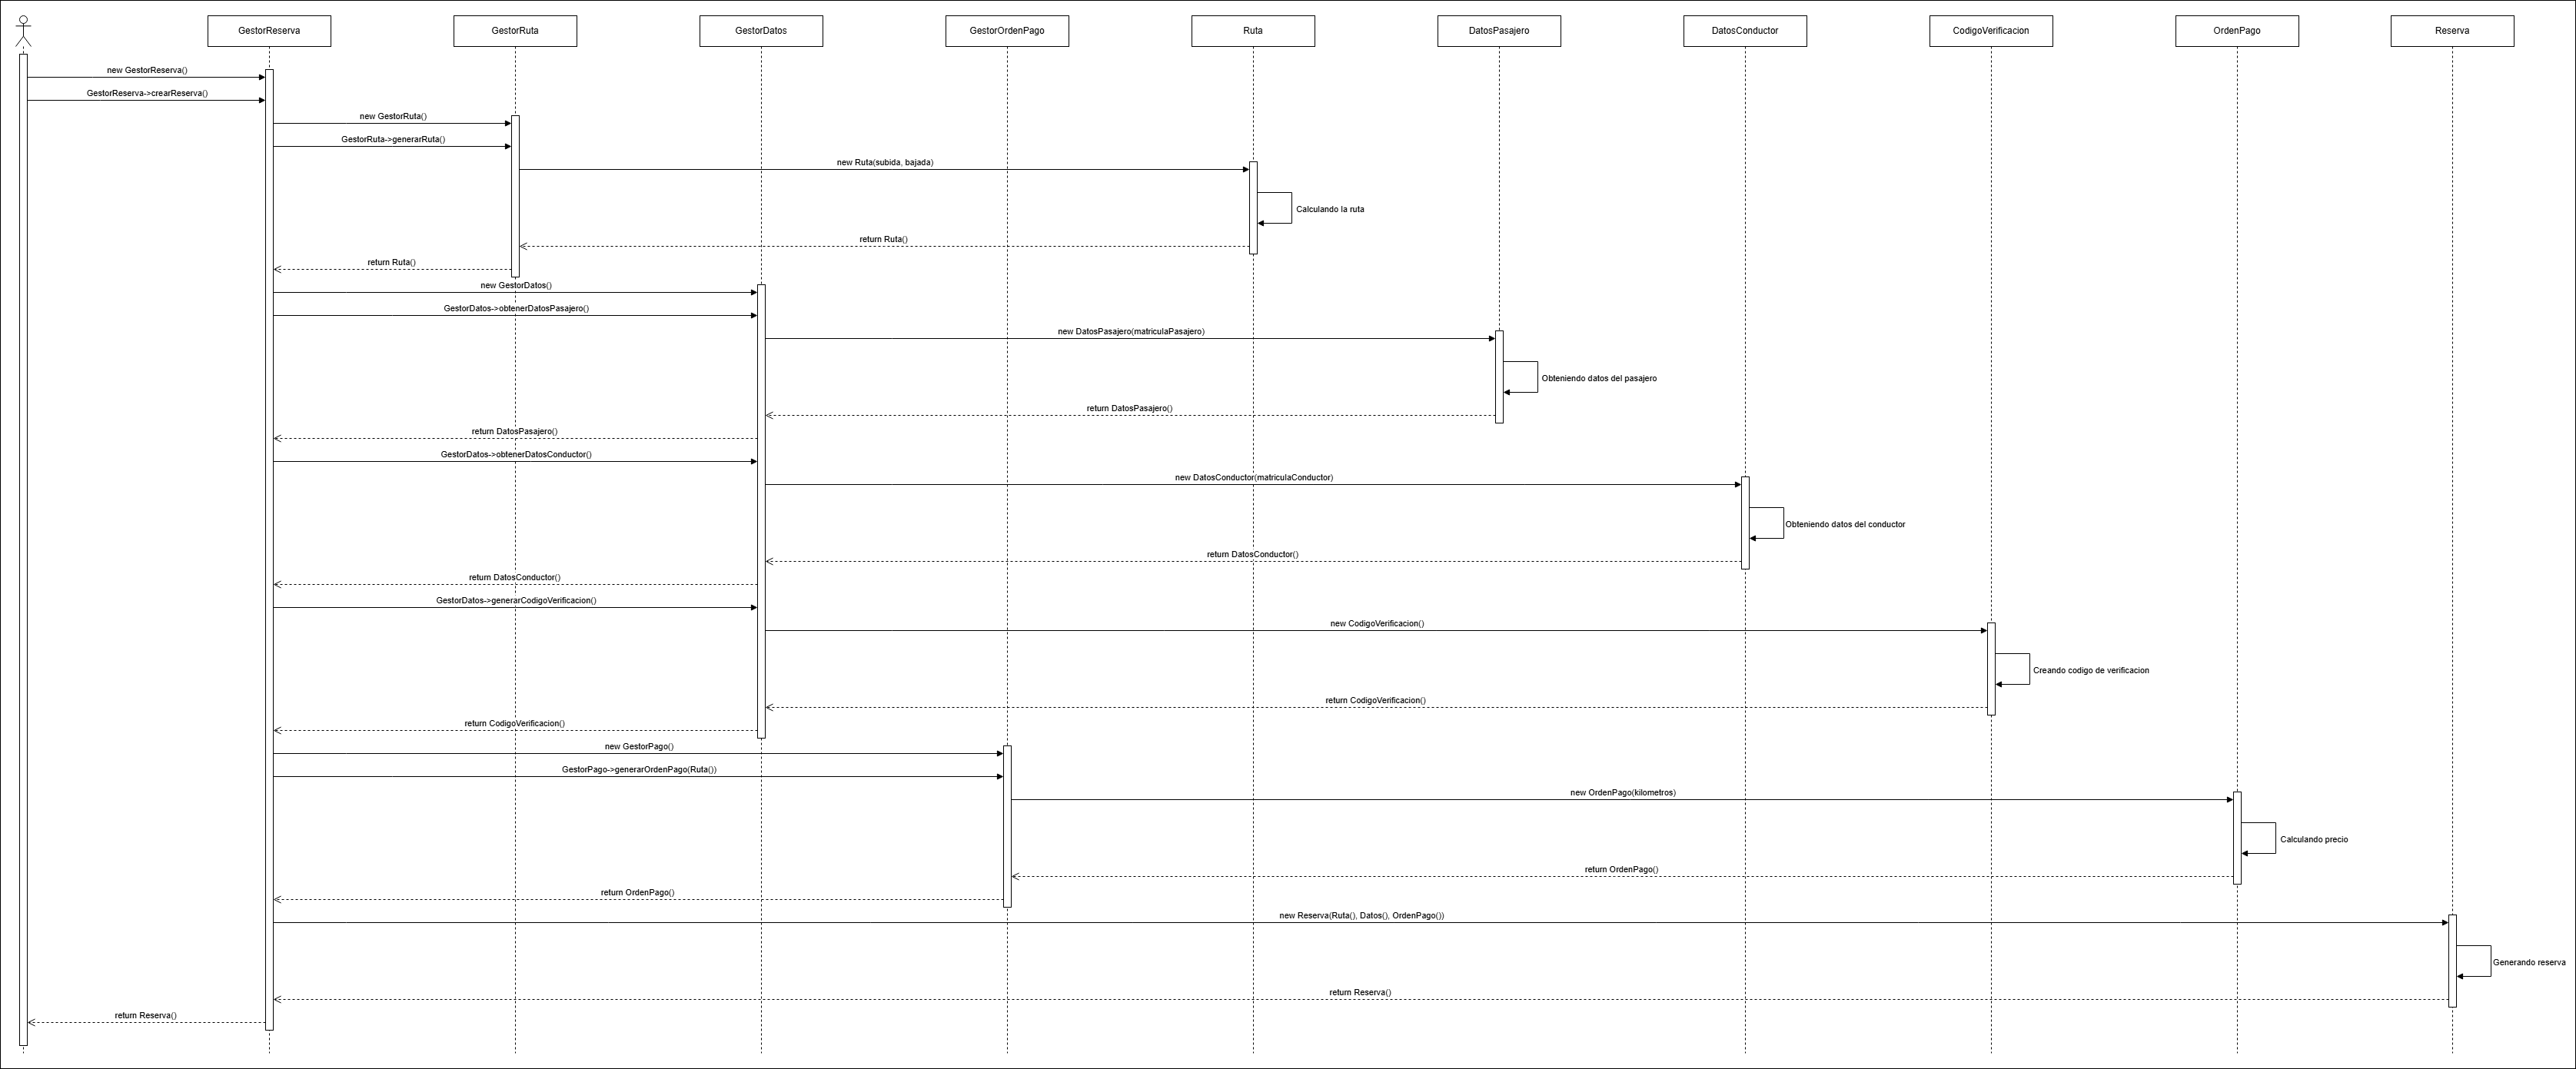 GestorReserva
GestorRuta
GestorDatos
GestorOrdenPago
Ruta
DatosPasajero
DatosConductor
CodigoVerificacion
OrdenPago
Reserva
new GestorReserva()
GestorReserva->crearReserva()
new GestorRuta()
GestorRuta->generarRuta()
new Ruta(subida, bajada)
Calculando la ruta
return Ruta()
return Ruta()
new GestorDatos()
GestorDatos->obtenerDatosPasajero()
new DatosPasajero(matriculaPasajero)
Obteniendo datos del pasajero
return DatosPasajero()
return DatosPasajero()
GestorDatos->obtenerDatosConductor()
new DatosConductor(matriculaConductor)
Obteniendo datos del conductor
return DatosConductor()
return DatosConductor()
GestorDatos->generarCodigoVerificacion()
new CodigoVerificacion()
Creando codigo de verificacion
return CodigoVerificacion()
return CodigoVerificacion()
new GestorPago()
GestorPago->generarOrdenPago(Ruta())
new OrdenPago(kilometros)
Calculando precio
return OrdenPago()
return OrdenPago()
new Reserva(Ruta(), Datos(), OrdenPago())
Generando reserva
return Reserva()
return Reserva()